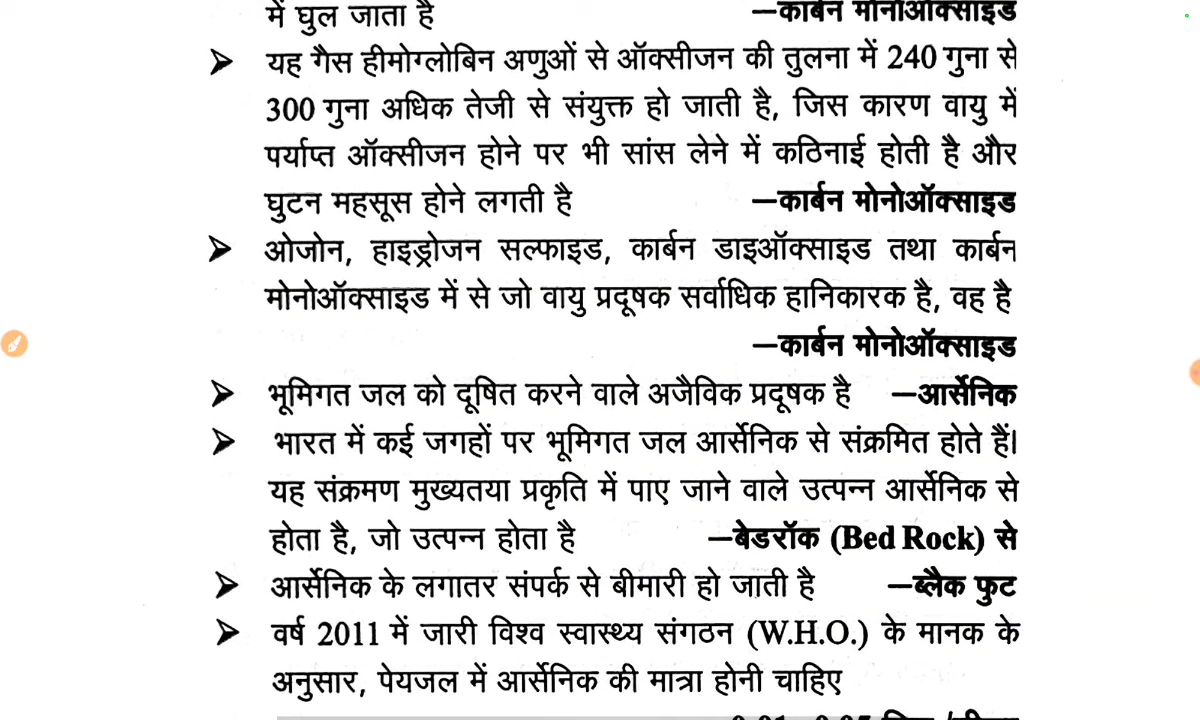 में घुल जाता है —कार्बन मोनोऑक्साइड
➤ यह गैस हीमोग्लोबिन अणुओं से ऑक्सीजन की तुलना में 240 गुना से
300 गुना अधिक तेजी से संयुक्त हो जाती है, जिस कारण वायु में
पर्याप्त ऑक्सीजन होने पर भी सांस लेने में कठिनाई होती है और
घुटन महसूस होने लगती है —कार्बन मोनोऑक्साइड
➤ ओजोन, हाइड्रोजन सल्फाइड, कार्बन डाइऑक्साइड तथा कार्बन
मोनोऑक्साइड में से जो वायु प्रदूषक सर्वाधिक हानिकारक है, वह है
—कार्बन मोनोऑक्साइड
➤ भूमिगत जल को दूषित करने वाले अजैविक प्रदूषक है —आर्सेनिक
➤ भारत में कई जगहों पर भूमिगत जल आर्सेनिक से संक्रमित होते हैं।
यह संक्रमण मुख्यतया प्रकृति में पाए जाने वाले उत्पन्न आर्सेनिक से
होता है, जो उत्पन्न होता है —बेडरॉक (Bed Rock) से
➤ आर्सेनिक के लगातर संपर्क से बीमारी हो जाती है —ब्लैक फुट
➤ वर्ष 2011 में जारी विश्व स्वास्थ्य संगठन (W.H.O.) के मानक के
अनुसार, पेयजल में आर्सेनिक की मात्रा होनी चाहिए